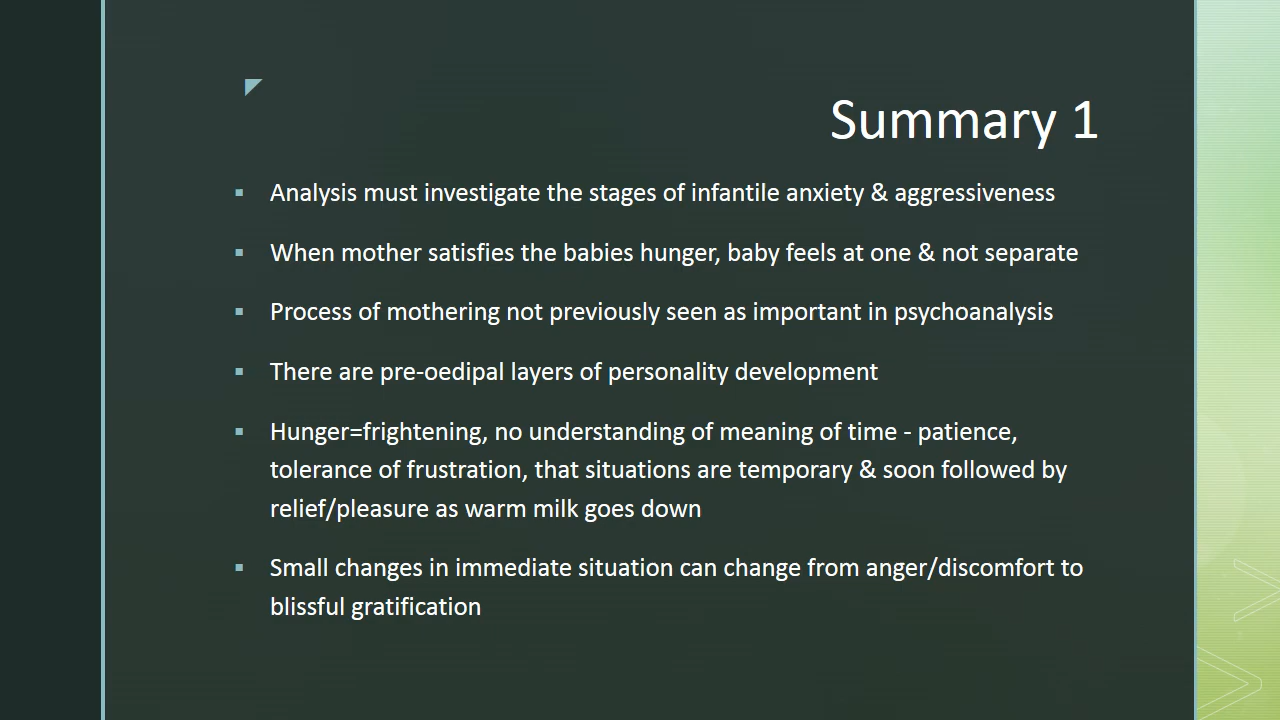 Summary 1
Analysis must investigate the stages of infantile anxiety & aggressiveness
When mother satisfies the babies hunger, baby feels at one & not separate
Process of mothering not previously seen as important in psychoanalysis
There are pre-oedipal layers of personality development
Hunger=frightening, no understanding of meaning of time - patience,
tolerance of frustration, that situations are temporary & soon followed by
relief/pleasure as warm milk goes down
Small changes in immediate situation can change from anger/discomfort to
blissful gratification